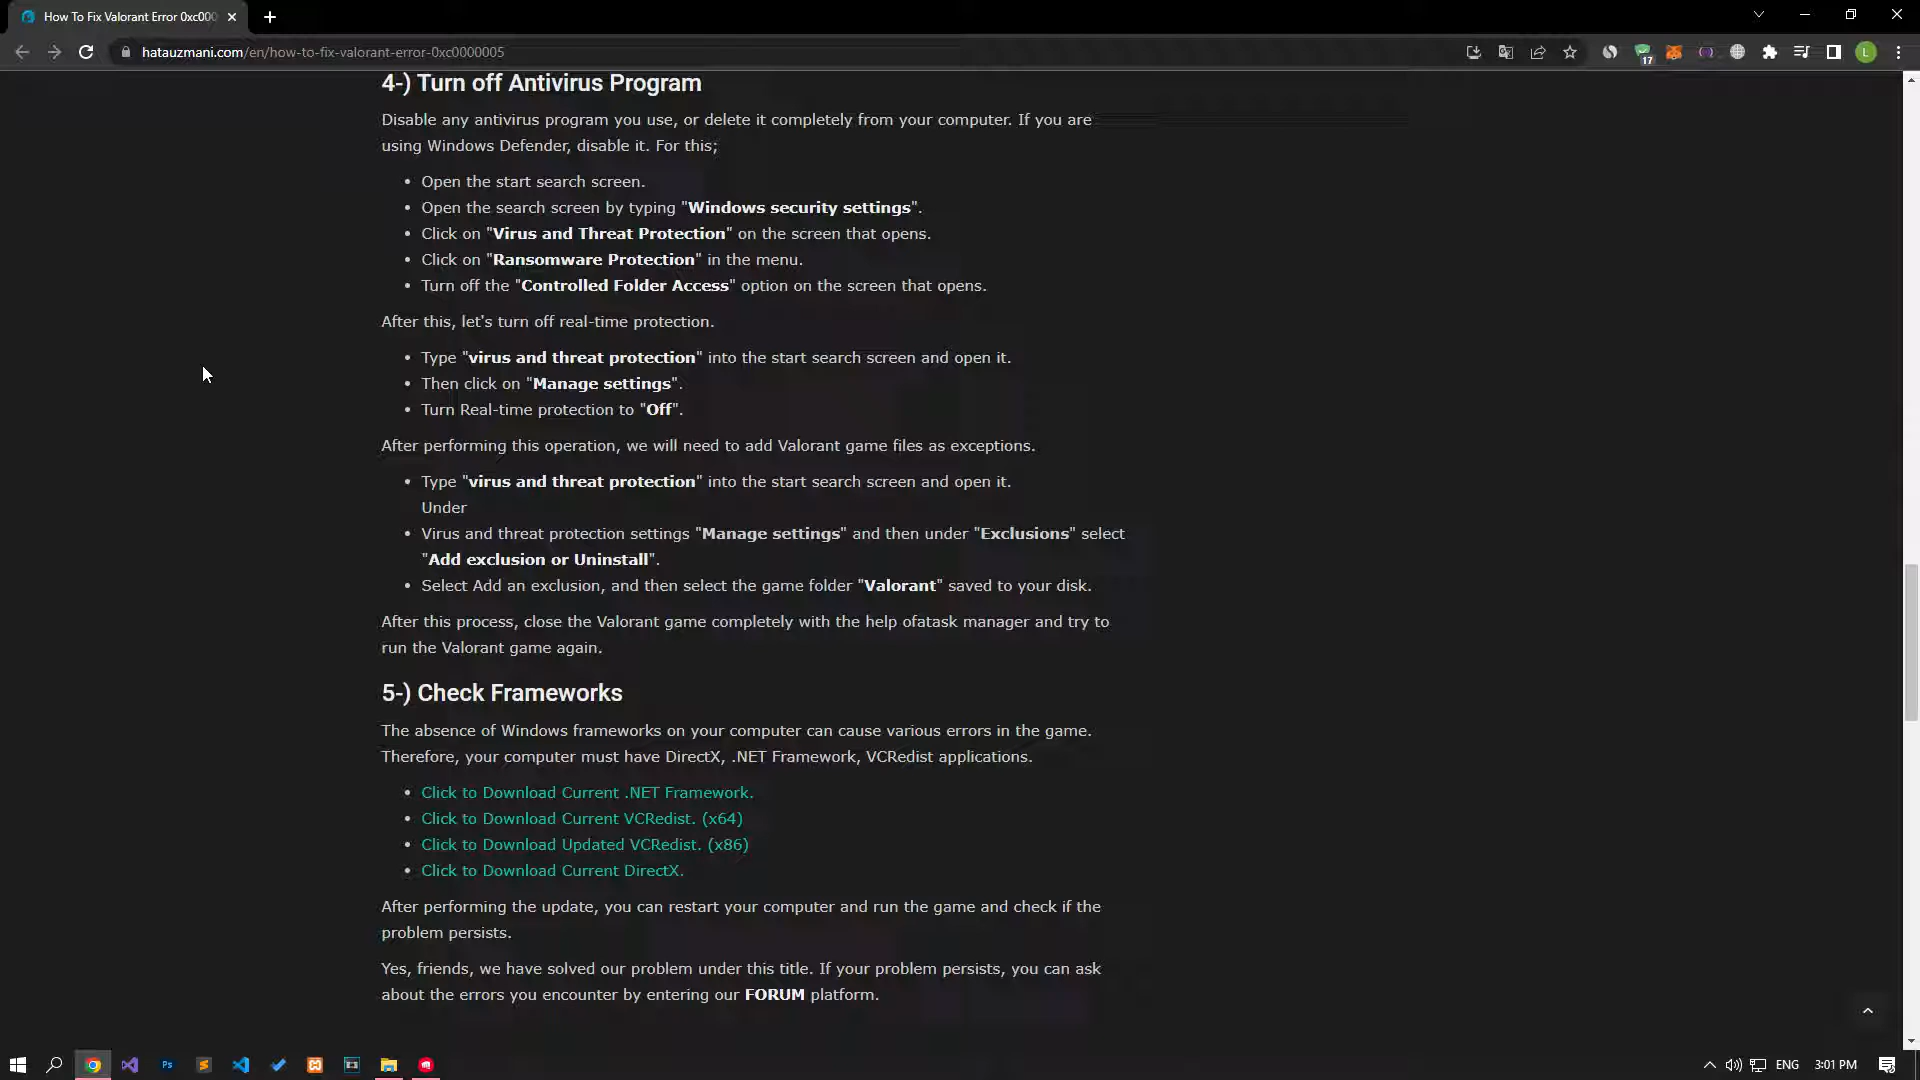 How To Fix Valorant Error 0xc000
hatauzmani.com/en/how-to-fix-valorant-error-0xc0000005
17
L
4-) Turn off Antivirus Program
Disable any antivirus program you use, or delete it completely from your computer. If you are
using Windows Defender, disable it. For this;
• Open the start search screen.
• Open the search screen by typing "Windows security settings".
• Click on "Virus and Threat Protection" on the screen that opens.
• Click on "Ransomware Protection" in the menu.
• Turn off the "Controlled Folder Access" option on the screen that opens.
After this, let's turn off real-time protection.
• Type "virus and threat protection" into the start search screen and open it.
• Then click on "Manage settings".
• Turn Real-time protection to "Off".
After performing this operation, we will need to add Valorant game files as exceptions.
• Type "virus and threat protection" into the start search screen and open it.
Under
• Virus and threat protection settings "Manage settings" and then under "Exclusions" select
"Add exclusion or Uninstall".
• Select Add an exclusion, and then select the game folder "Valorant" saved to your disk.
After this process, close the Valorant game completely with the help ofatask manager and try to
run the Valorant game again.
5-) Check Frameworks
The absence of Windows frameworks on your computer can cause various errors in the game.
Therefore, your computer must have DirectX, .NET Framework, VCRedist applications.
• Click to Download Current .NET Framework.
• Click to Download Current VCRedist. (x64)
• Click to Download Updated VCRedist. (x86)
• Click to Download Current DirectX.
After performing the update, you can restart your computer and run the game and check if the
problem persists.
Yes, friends, we have solved our problem under this title. If your problem persists, you can ask
about the errors you encounter by entering our FORUM platform.
Ps
ENG
3:01 PM